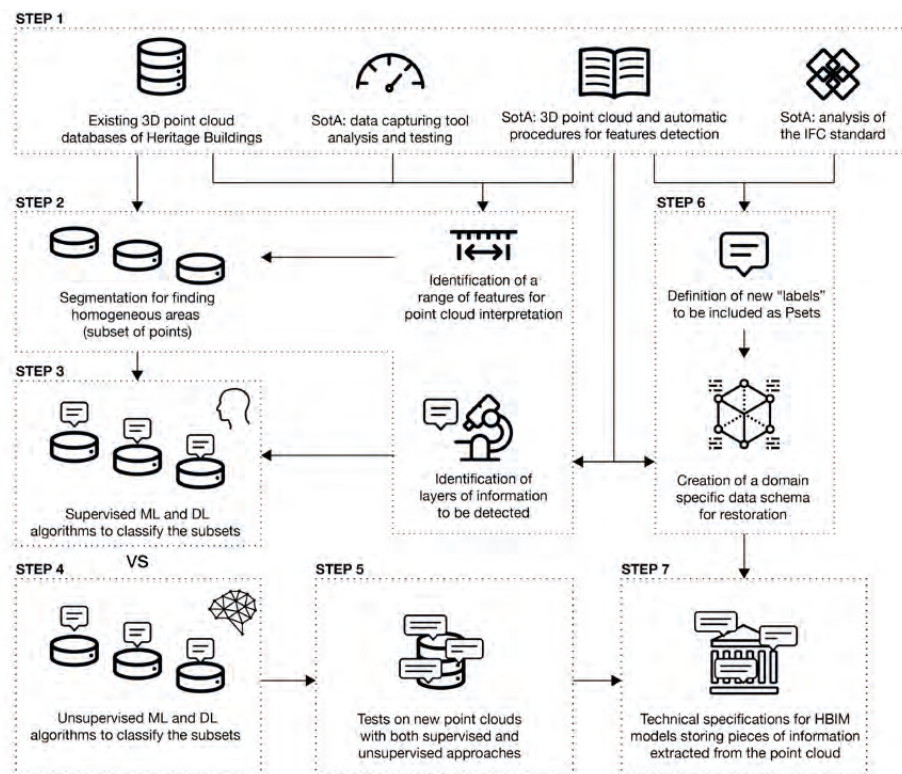 STEP 1
Existing 3D point cloud
databases of Heritage Buildings
SotA: data capturing tool
analysis and testing
SotA: 3D point cloud and automatic
procedures for features detection
SotA: analysis of
the IFC standard
STEP 2
Segmentation for finding
homogeneous areas
(subset of points)
Identification of a
range of features for
point cloud interpretation
STEP 6
Definition of new “labels”
to be included as Psets
STEP 3
Supervised ML and DL
algorithms to classify the subsets
Identification of
layers of information
to be detected
Creation of a domain
specific data schema
for restoration
VS
STEP 4
Unsupervised ML and DL
algorithms to classify the subsets
STEP 5
Tests on new point clouds
with both supervised and
unsupervised approaches
STEP 7
Technical specifications for HBIM
models storing pieces of information
extracted from the point cloud